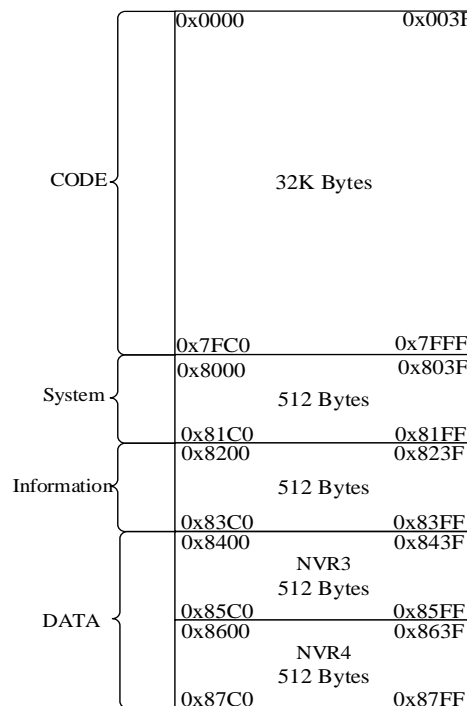 0x0000 0x003F
CODE 32K Bytes
0x7FC0 0x7FFF
0x8000 0x803F
System 512 Bytes
0x81C0 0x81FF
0x8200 0x823F
Information 512 Bytes
0x83C0 0x83FF
0x8400 0x843F
NVR3
512 Bytes
DATA
0x85C0 0x85FF
0x8600 0x863F
NVR4
512 Bytes
0x87C0 0x87FF